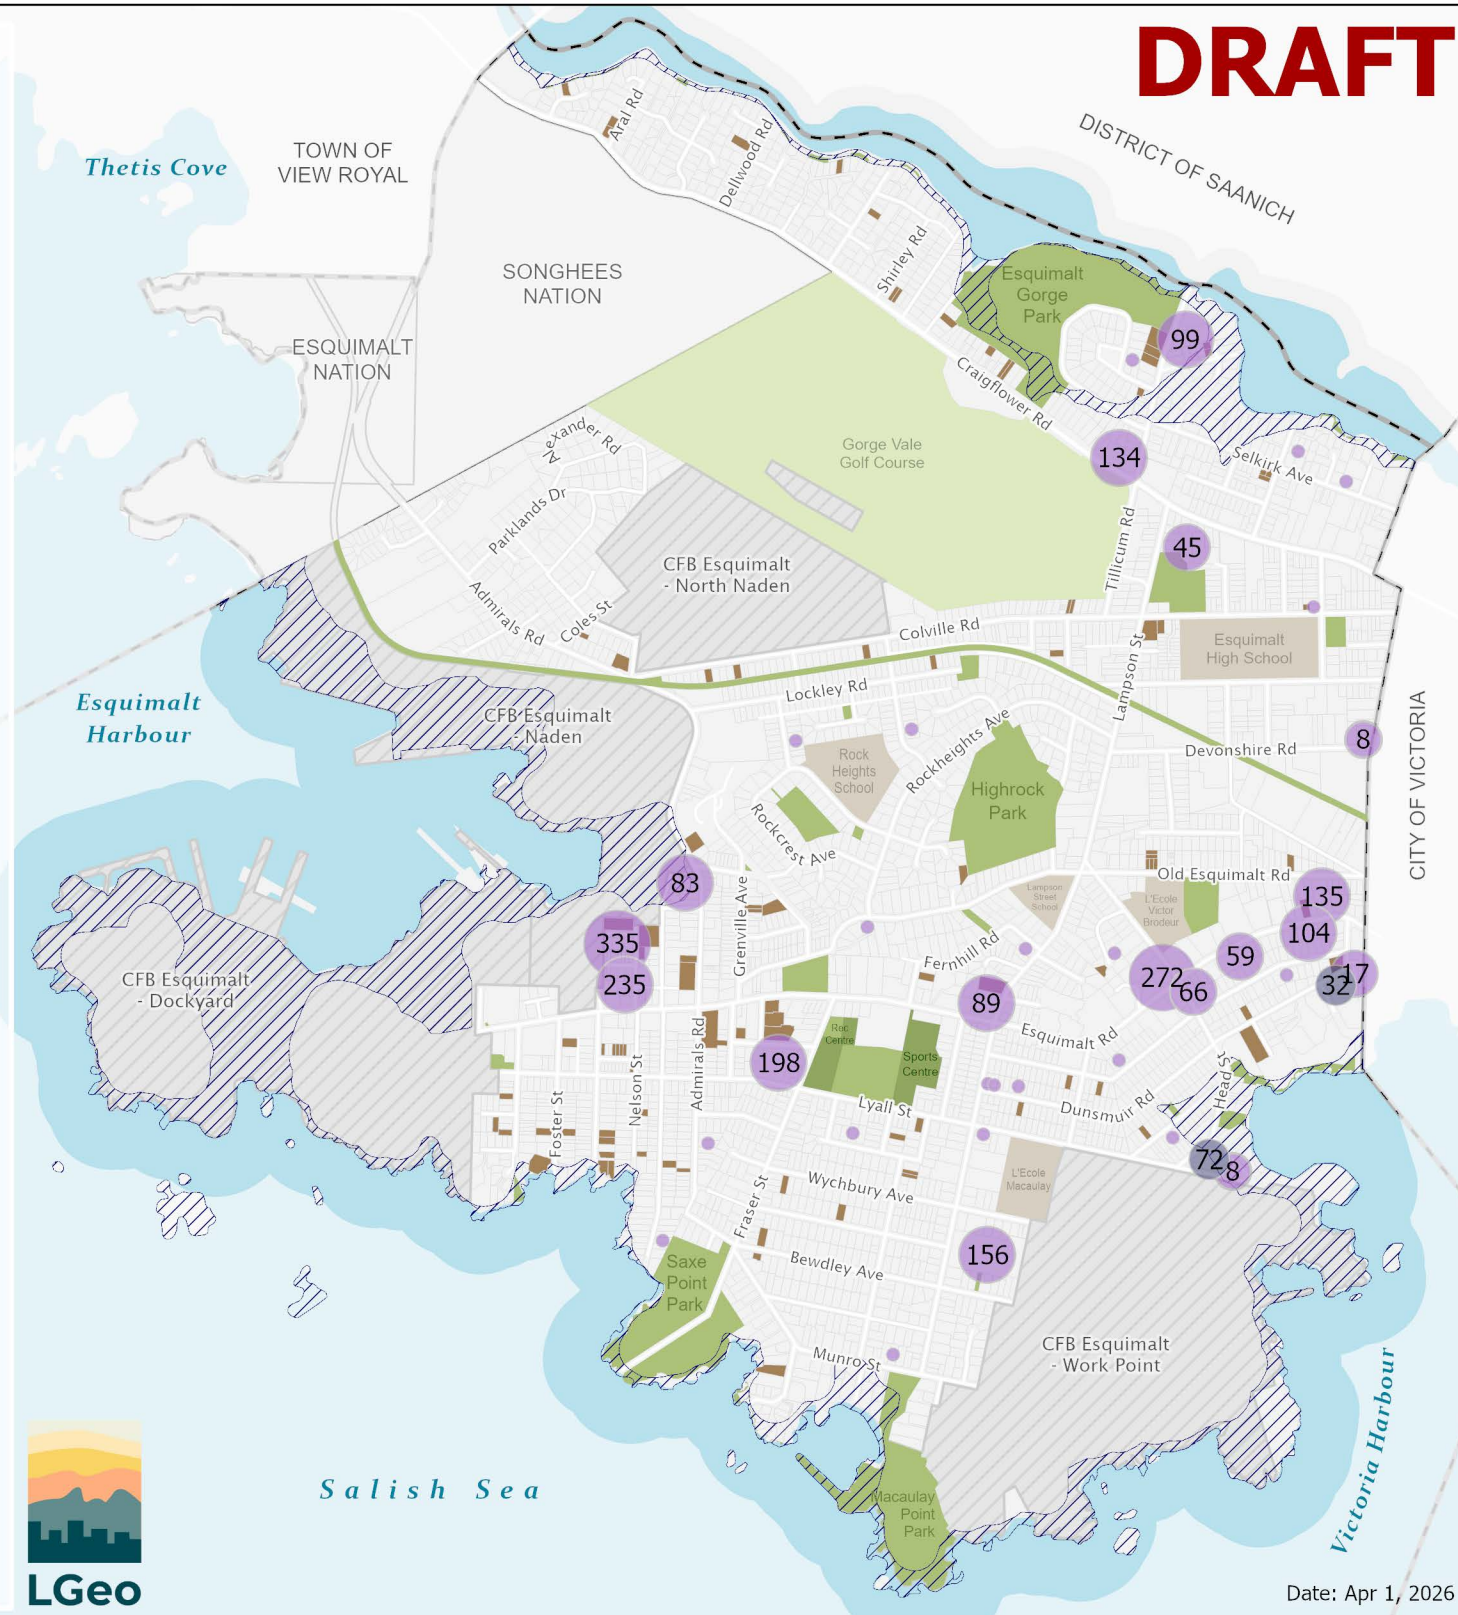 DRAFT
DISTRICT OF SAANICH
Thetis Cove
TOWN OF
VIEW ROYAL
Aral Rd
Dellwood Rd
Shirley Rd
SONGHEES
NATION
Esquimalt
Gorge
Park
ESQUIMALT
NATION
99
Craigflower Rd
Alexander Rd
Gorge Vale
Golf Course
134
Selkirk Ave
Parklands Dr
Tillicum Rd
45
CFB Esquimalt
- North Naden
Admirals Rd
Coles St
Colville Rd
Esquimalt
High School
Lampson St
Lockley Rd
Esquimalt
Harbour
CFB Esquimalt
- Naden
Rock
Heights
School
Rockheights Ave
Devonshire Rd
8
CITY OF VICTORIA
Highrock
Park
Rockcrest Ave
Old Esquimalt Rd
83
Lampson
Street
School
L'Ecole
Victor
Brodeur
135
104
Grenville Ave
335
235
Fernhill Rd
59
272
66
17
32
CFB Esquimalt
- Dockyard
89
Esquimalt Rd
Rec
Centre
Sports
Centre
198
Admirals Rd
Nelson St
Foster St
Lyall St
Dunsmuir Rd
Head St
72
8
L'Ecole
Macaulay
Wychbury Ave
Fraser St
156
Bewdley Ave
Saxe
Point
Park
Munro St
CFB Esquimalt
- Work Point
Macaulay
Point
Park
Salish Sea
Victoria Harbour
LGeo
Date: Apr 1, 2026